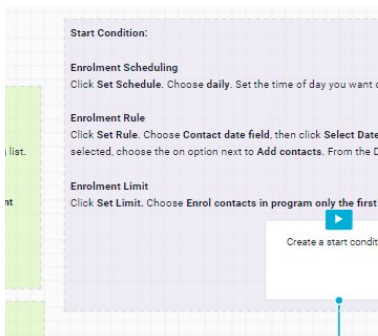 Start Condition:
Enrolment Scheduling
Click Set Schedule. Choose daily. Set the time of day you want
Enrolment Rule
Click Set Rule. Choose Contact date field, then click Select Date
list.
selected, choose the on option next to Add contacts. From the
Enrolment Limit
Click Set Limit. Choose Enrol contacts in program only the first
Create a start